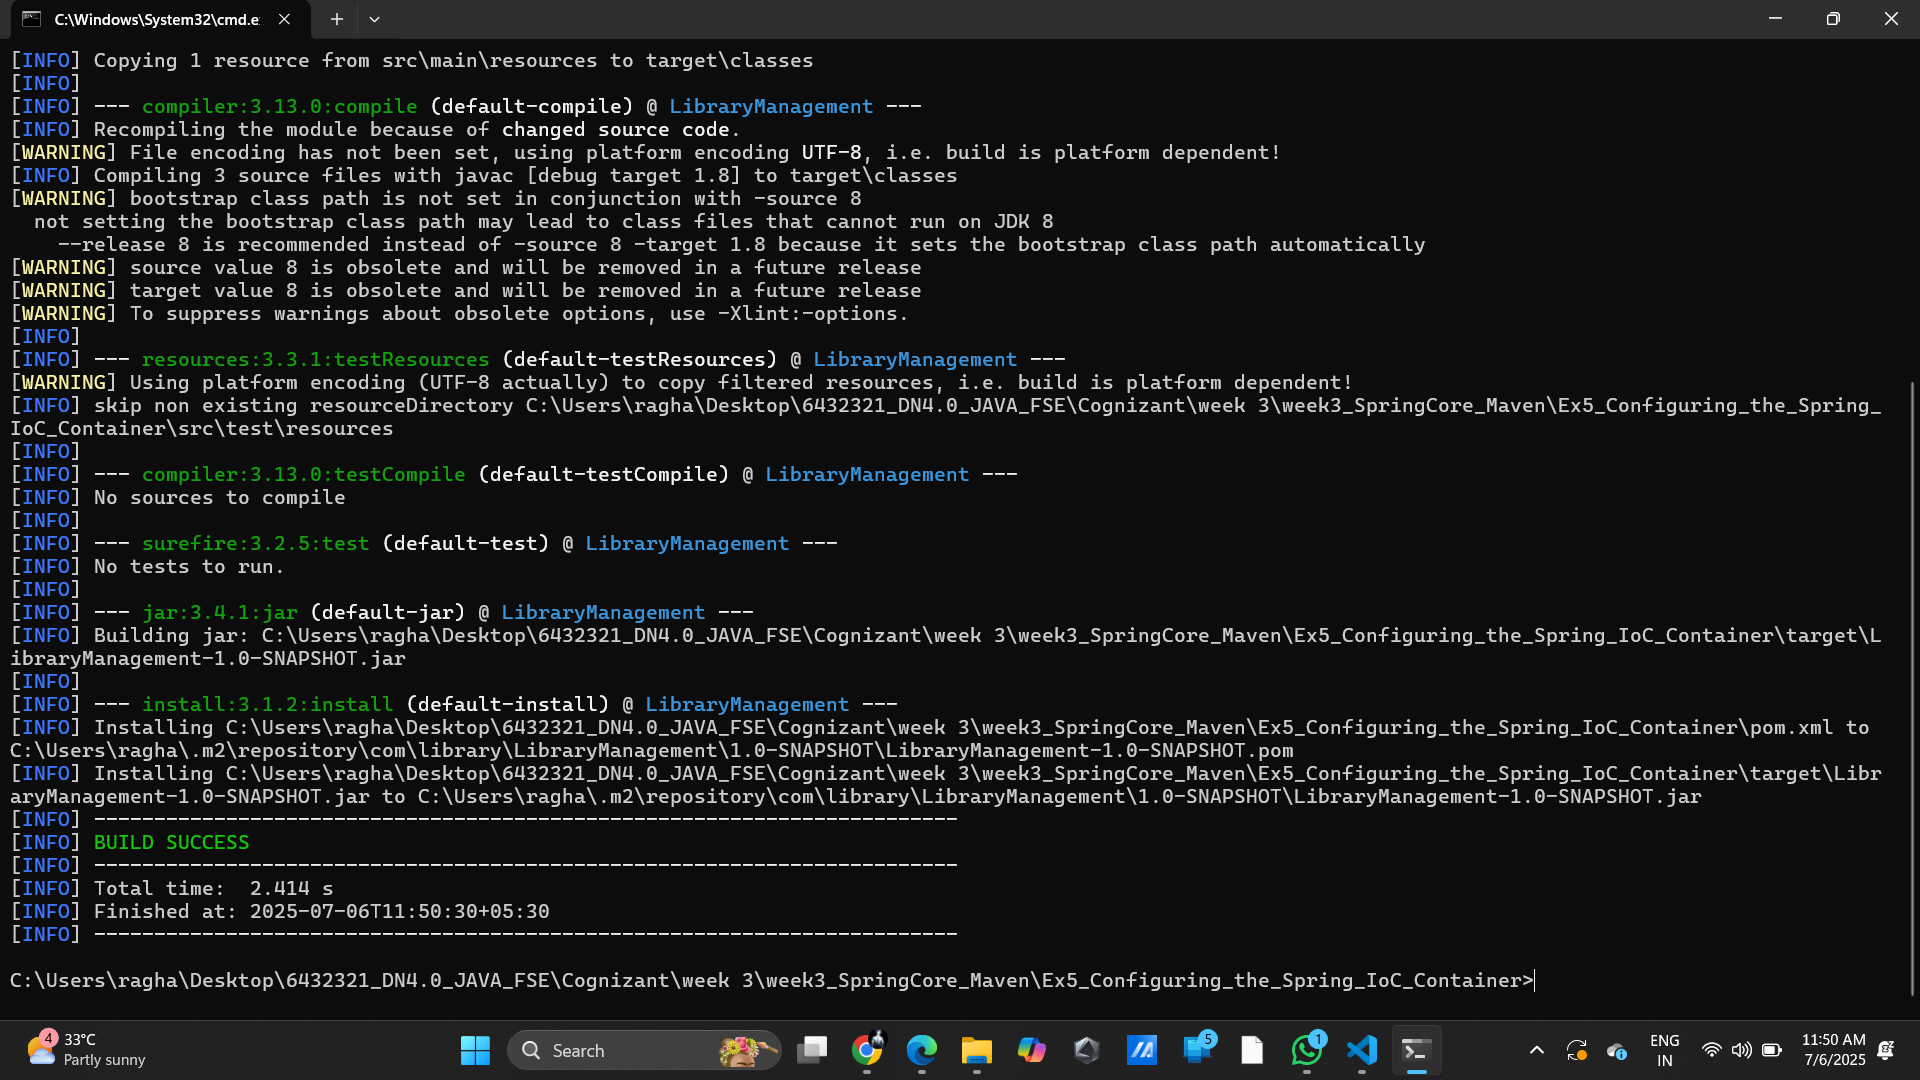 C:\Windows\System32\cmd.e
[INFO] Copying 1 resource from src\main\resources to target\classes
[INFO]
[INFO] --- compiler:3.13.0:compile (default-compile) @ LibraryManagement ---
[INFO] Recompiling the module because of changed source code.
[WARNING] File encoding has not been set, using platform encoding UTF-8, i.e. build is platform dependent!
[INFO] Compiling 3 source files with javac [debug target 1.8] to target\classes
[WARNING] bootstrap class path is not set in conjunction with -source 8
  not setting the bootstrap class path may lead to class files that cannot run on JDK 8
    --release 8 is recommended instead of -source 8 -target 1.8 because it sets the bootstrap class path automatically
[WARNING] source value 8 is obsolete and will be removed in a future release
[WARNING] target value 8 is obsolete and will be removed in a future release
[WARNING] To suppress warnings about obsolete options, use -Xlint:-options.
[INFO]
[INFO] --- resources:3.3.1:testResources (default-testResources) @ LibraryManagement ---
[WARNING] Using platform encoding (UTF-8 actually) to copy filtered resources, i.e. build is platform dependent!
[INFO] skip non existing resourceDirectory C:\Users\ragha\Desktop\6432321_DN4.0_JAVA_FSE\Cognizant\week 3\week3_SpringCore_Maven\Ex5_Configuring_the_Spring_
IoC_Container\src\test\resources
[INFO]
[INFO] --- compiler:3.13.0:testCompile (default-testCompile) @ LibraryManagement ---
[INFO] No sources to compile
[INFO]
[INFO] --- surefire:3.2.5:test (default-test) @ LibraryManagement ---
[INFO] No tests to run.
[INFO]
[INFO] --- jar:3.4.1:jar (default-jar) @ LibraryManagement ---
[INFO] Building jar: C:\Users\ragha\Desktop\6432321_DN4.0_JAVA_FSE\Cognizant\week 3\week3_SpringCore_Maven\Ex5_Configuring_the_Spring_IoC_Container\target\L
ibraryManagement-1.0-SNAPSHOT.jar
[INFO]
[INFO] --- install:3.1.2:install (default-install) @ LibraryManagement ---
[INFO] Installing C:\Users\ragha\Desktop\6432321_DN4.0_JAVA_FSE\Cognizant\week 3\week3_SpringCore_Maven\Ex5_Configuring_the_Spring_IoC_Container\pom.xml to
C:\Users\ragha\.m2\repository\com\library\LibraryManagement\1.0-SNAPSHOT\LibraryManagement-1.0-SNAPSHOT.pom
[INFO] Installing C:\Users\ragha\Desktop\6432321_DN4.0_JAVA_FSE\Cognizant\week 3\week3_SpringCore_Maven\Ex5_Configuring_the_Spring_IoC_Container\target\Libr
aryManagement-1.0-SNAPSHOT.jar to C:\Users\ragha\.m2\repository\com\library\LibraryManagement\1.0-SNAPSHOT\LibraryManagement-1.0-SNAPSHOT.jar
[INFO] ------------------------------------------------------------------------
[INFO] BUILD SUCCESS
[INFO] ------------------------------------------------------------------------
[INFO] Total time:  2.414 s
[INFO] Finished at: 2025-07-06T11:50:30+05:30
[INFO] ------------------------------------------------------------------------
C:\Users\ragha\Desktop\6432321_DN4.0_JAVA_FSE\Cognizant\week 3\week3_SpringCore_Maven\Ex5_Configuring_the_Spring_IoC_Container>
4
33°C
Partly sunny
Search
5
1
ENG
IN
11:50 AM
7/6/2025